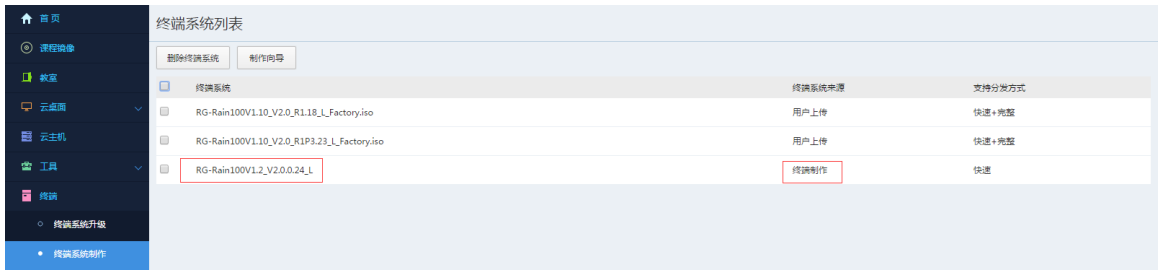 首页
课程镜像
教室
云桌面
云主机
工具
终端
终端系统升级
终端系统制作
终端系统列表
删除终端系统 制作向导
终端系统 终端系统来源 支持分发方式
RG-Rain100V1.10_V2.0_R1.18_L_Factory.iso 用户上传 快速+完整
RG-Rain100V1.10_V2.0_R1P3.23_L_Factory.iso 用户上传 快速+完整
RG-Rain100V1.2_V2.0.0.24_L 终端制作 快速